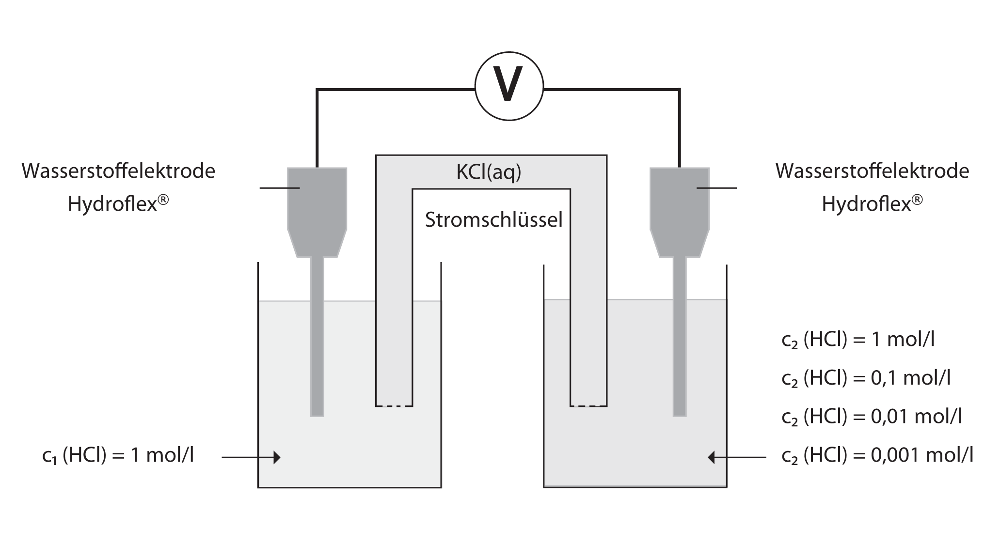 V
Wasserstoffelektrode
Hydroflex®
KCl(aq)
Stromschlüssel
Wasserstoffelektrode
Hydroflex®
c₁ (HCl) = 1 mol/l
c₂ (HCl) = 1 mol/l
c₂ (HCl) = 0,1 mol/l
c₂ (HCl) = 0,01 mol/l
c₂ (HCl) = 0,001 mol/l